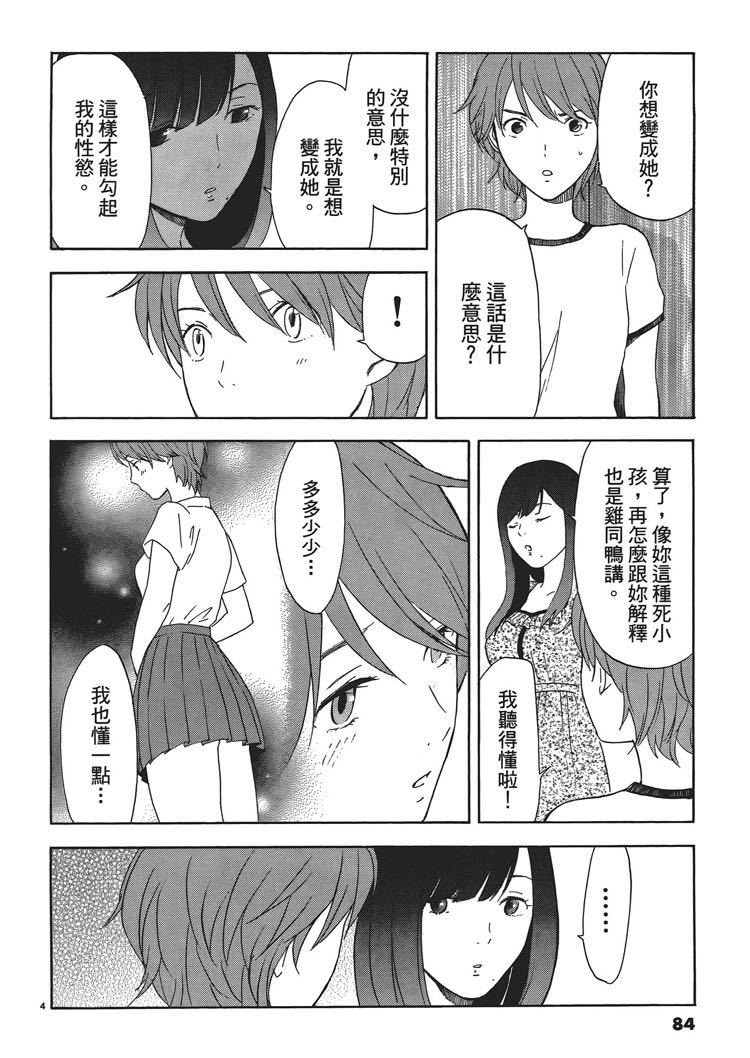 你想變成她？
這話是什
麼意思？
沒什麼特別
的意思，
我就是想
變成她。
這樣才能勾起
我的性慾。
！
算了，像妳這種死小
孩，再怎麼跟妳解釋
也是雞同鴨講。
我聽得懂啦！
多多少少…
我也懂一點…
……
4
84